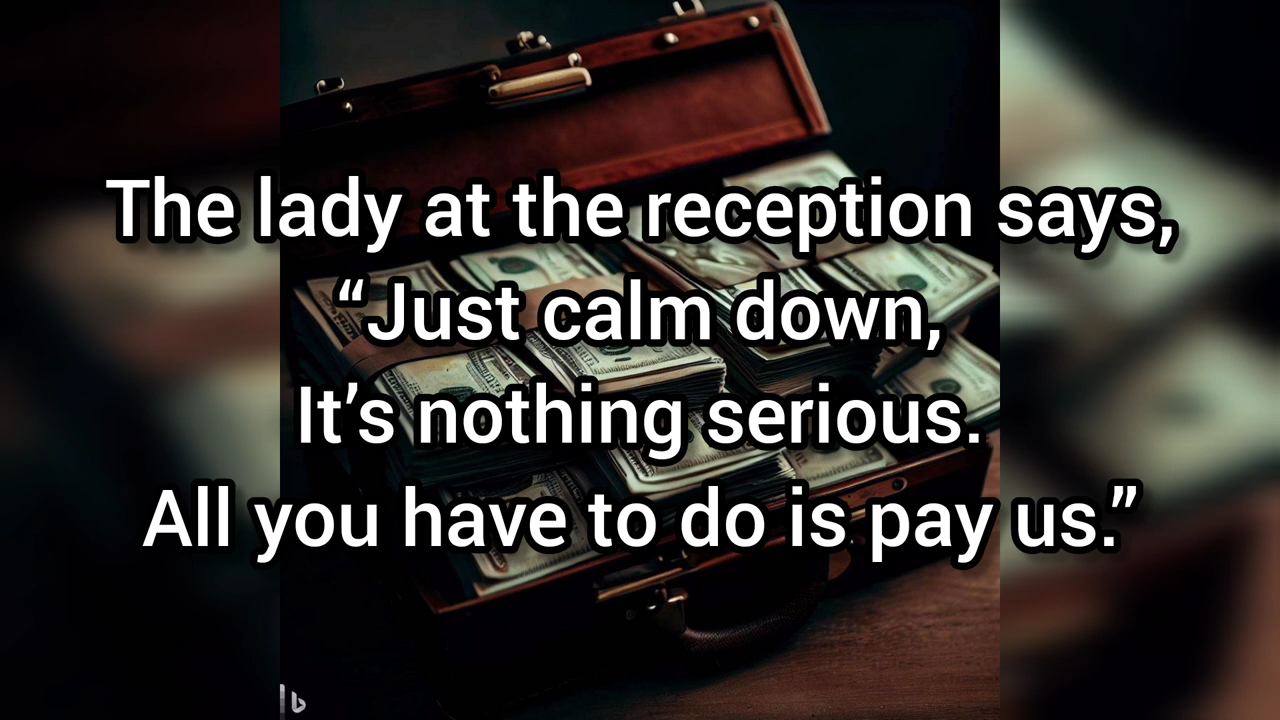 The lady at the reception says,
“Just calm down,
It’s nothing serious.
All you have to do is pay us.”